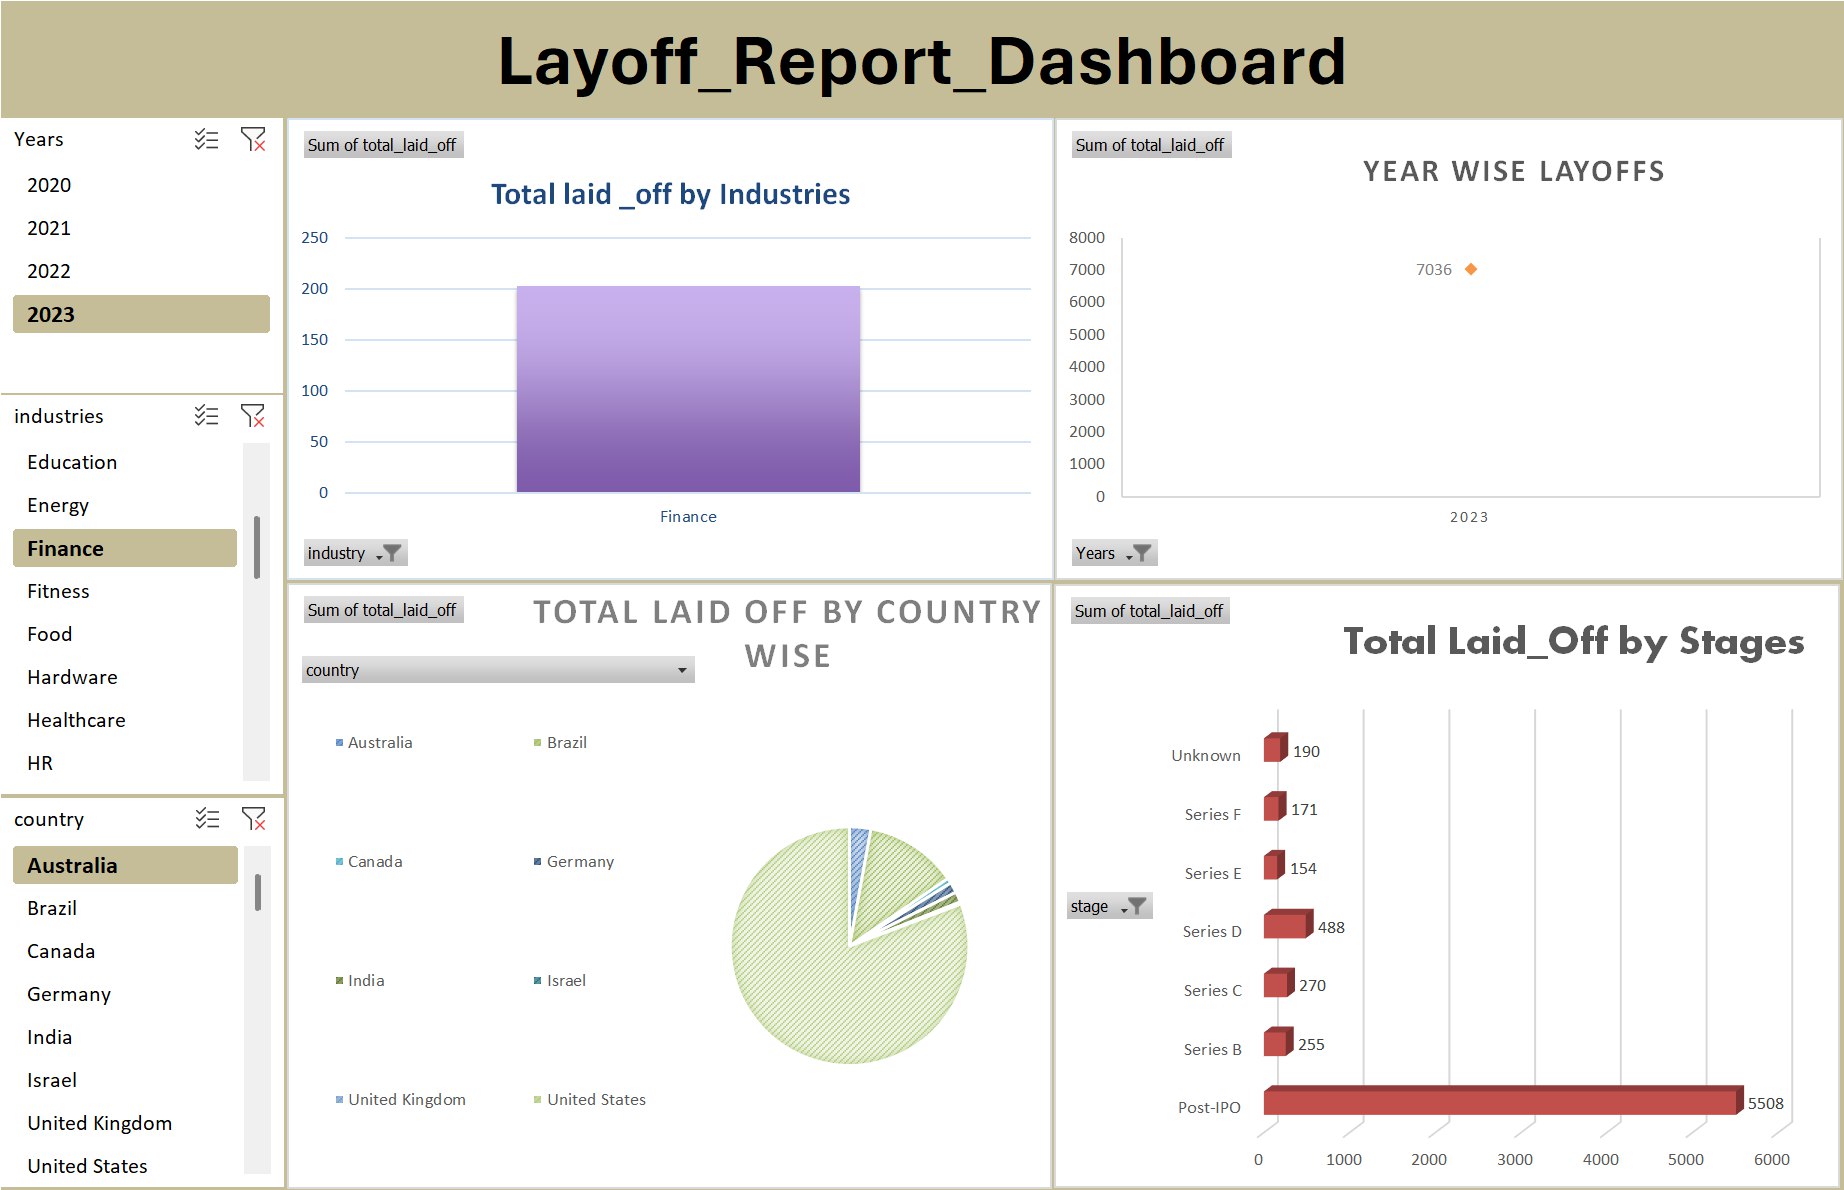 Layoff_Report_Dashboard
Years
2020
2021
2022
2023
industries
Education
Energy
Finance
Fitness
Food
Hardware
Healthcare
HR
country
Australia
Brazil
Canada
Germany
India
Israel
United Kingdom
United States
Sum of total_laid_off
Total laid _off by Industries
250
200
150
100
50
0
Finance
industry
Sum of total_laid_off
YEAR WISE LAYOFFS
8000
7000
6000
5000
4000
3000
2000
1000
0
7036
2023
Years
Sum of total_laid_off
TOTAL LAID OFF BY COUNTRY
WISE
country
Australia Brazil
Canada Germany
India Israel
United Kingdom United States
Sum of total_laid_off
Total Laid_Off by Stages
stage
Unknown 190
Series F 171
Series E 154
Series D 488
Series C 270
Series B 255
Post-IPO 5508
0 1000 2000 3000 4000 5000 6000